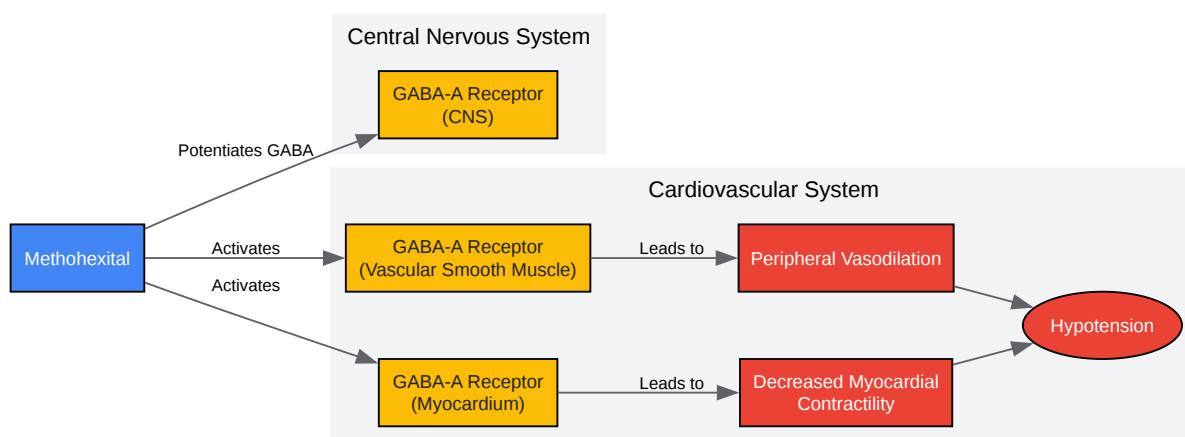 Central Nervous System
GABA-A Receptor
(CNS)
Potentiates GABA
Cardiovascular System
Methohexital
Activates
GABA-A Receptor
(Vascular Smooth Muscle)
Leads to
Peripheral Vasodilation
Activates
Hypotension
GABA-A Receptor
(Myocardium)
Leads to
Decreased Myocardial
Contractility